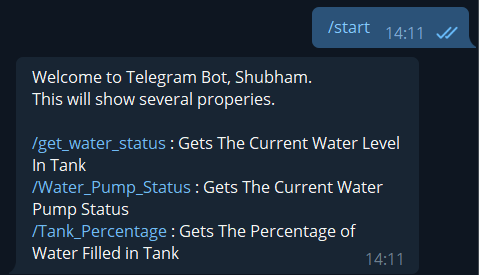 /start 14:11
Welcome to Telegram Bot, Shubham.
This will show several properies.
/get_water_status : Gets The Current Water Level
In Tank
/Water_Pump_Status : Gets The Current Water
Pump Status
/Tank_Percentage : Gets The Percentage of
Water Filled in Tank
14:11